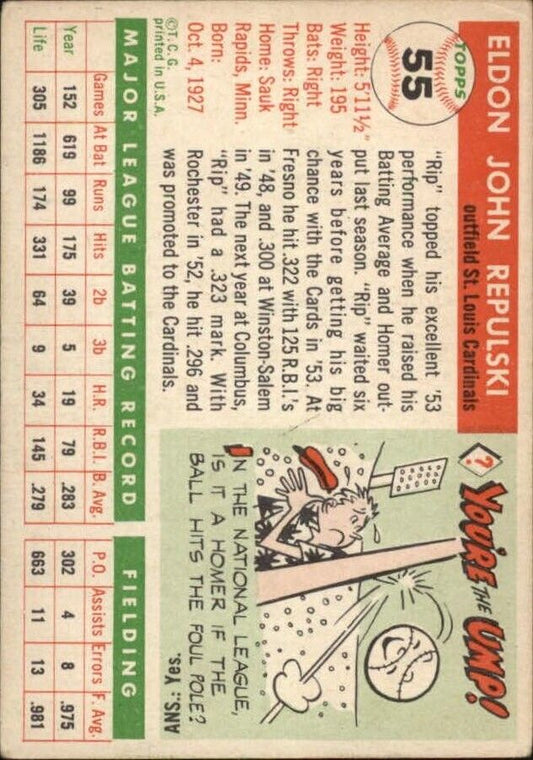 ELDON JOHN REPULSKI
outfield St. Louis Cardinals
TOPPS
55
Height: 5'11½"
Weight: 195
Bats: Right
Throws: Right
Home: Sauk
Rapids, Minn.
Born:
Oct. 4, 1927
©T.C.G.
printed in U.S.A.
"Rip" topped his excellent '53
performance when he raised his
Batting Average and Homer out-
put last season. "Rip" waited six
years before getting his big
chance with the Cards in '53. At
Fresno he hit .322 with 125 R.B.I.'s
in '48, and .300 at Winston-Salem
in '49. The next year at Columbus,
"Rip" had a .323 mark. With
Rochester in '52, he hit .296 and
was promoted to the Cardinals.
? YOU'RE THE UMP!
IN THE NATIONAL LEAGUE,
IS IT A HOMER IF THE
BALL HITS THE FOUL POLE?
ANS.: Yes.
MAJOR LEAGUE BATTING RECORD FIELDING
Games At Bat Runs Hits 2b 3b H.R. R.B.I. B. Avg. P.O. Assists Errors F. Avg.
Year 152 619 99 175 39 5 19 79 .283 302 4 8 .975
Life 305 1186 174 331 64 9 34 145 .279 663 11 13 .981